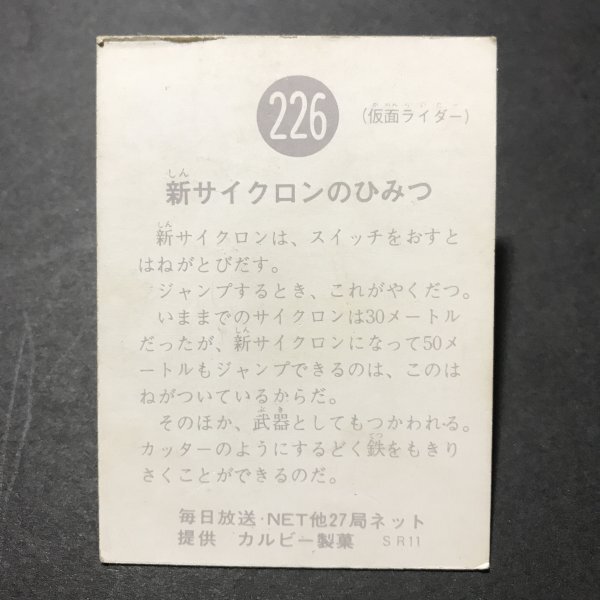 226
(仮面ライダー)
新サイクロンのひみつ
新サイクロンは、スイッチをおすと
はねがとびだす。
ジャンプするとき、これがやくだつ。
いままでのサイクロンは30メートル
だったが、新サイクロンになって50メ
ートルもジャンプできるのは、このは
ねがついているからだ。
そのほか、武器としてもつかわれる。
カッターのようにするどく鉄をもきり
さくことができるのだ。
毎日放送・NET他27局ネット
提供 カルビー製菓 SR11